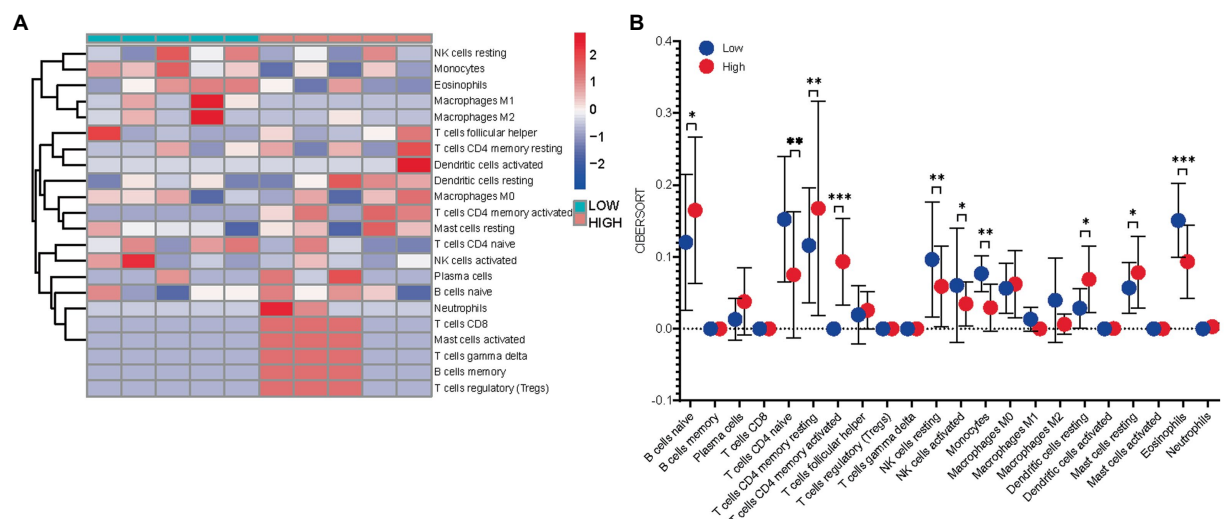 A
NK cells resting
Monocytes
Eosinophils
Macrophages M1
Macrophages M2
T cells follicular helper
T cells CD4 memory resting
Dendritic cells activated
Dendritic cells resting
Macrophages M0
T cells CD4 memory activated
Mast cells resting
T cells CD4 naive
NK cells activated
Plasma cells
B cells naive
Neutrophils
T cells CD8
Mast cells activated
T cells gamma delta
B cells memory
T cells regulatory (Tregs)
2
1
0
−1
−2
LOW
HIGH
B
Low
High
CIBERSORT
0.4
0.3
0.2
0.1
0.0
-0.1
*
**
**
***
**
*
**
*
*
***
B cells naive
B cells memory
Plasma cells
T cells CD8
T cells CD4 naive
T cells CD4 memory resting
T cells CD4 memory activated
T cells follicular helper
T cells regulatory (Tregs)
T cells gamma delta
NK cells resting
NK cells activated
Monocytes
Macrophages M0
Macrophages M1
Macrophages M2
Dendritic cells resting
Dendritic cells activated
Mast cells resting
Mast cells activated
Eosinophils
Neutrophils